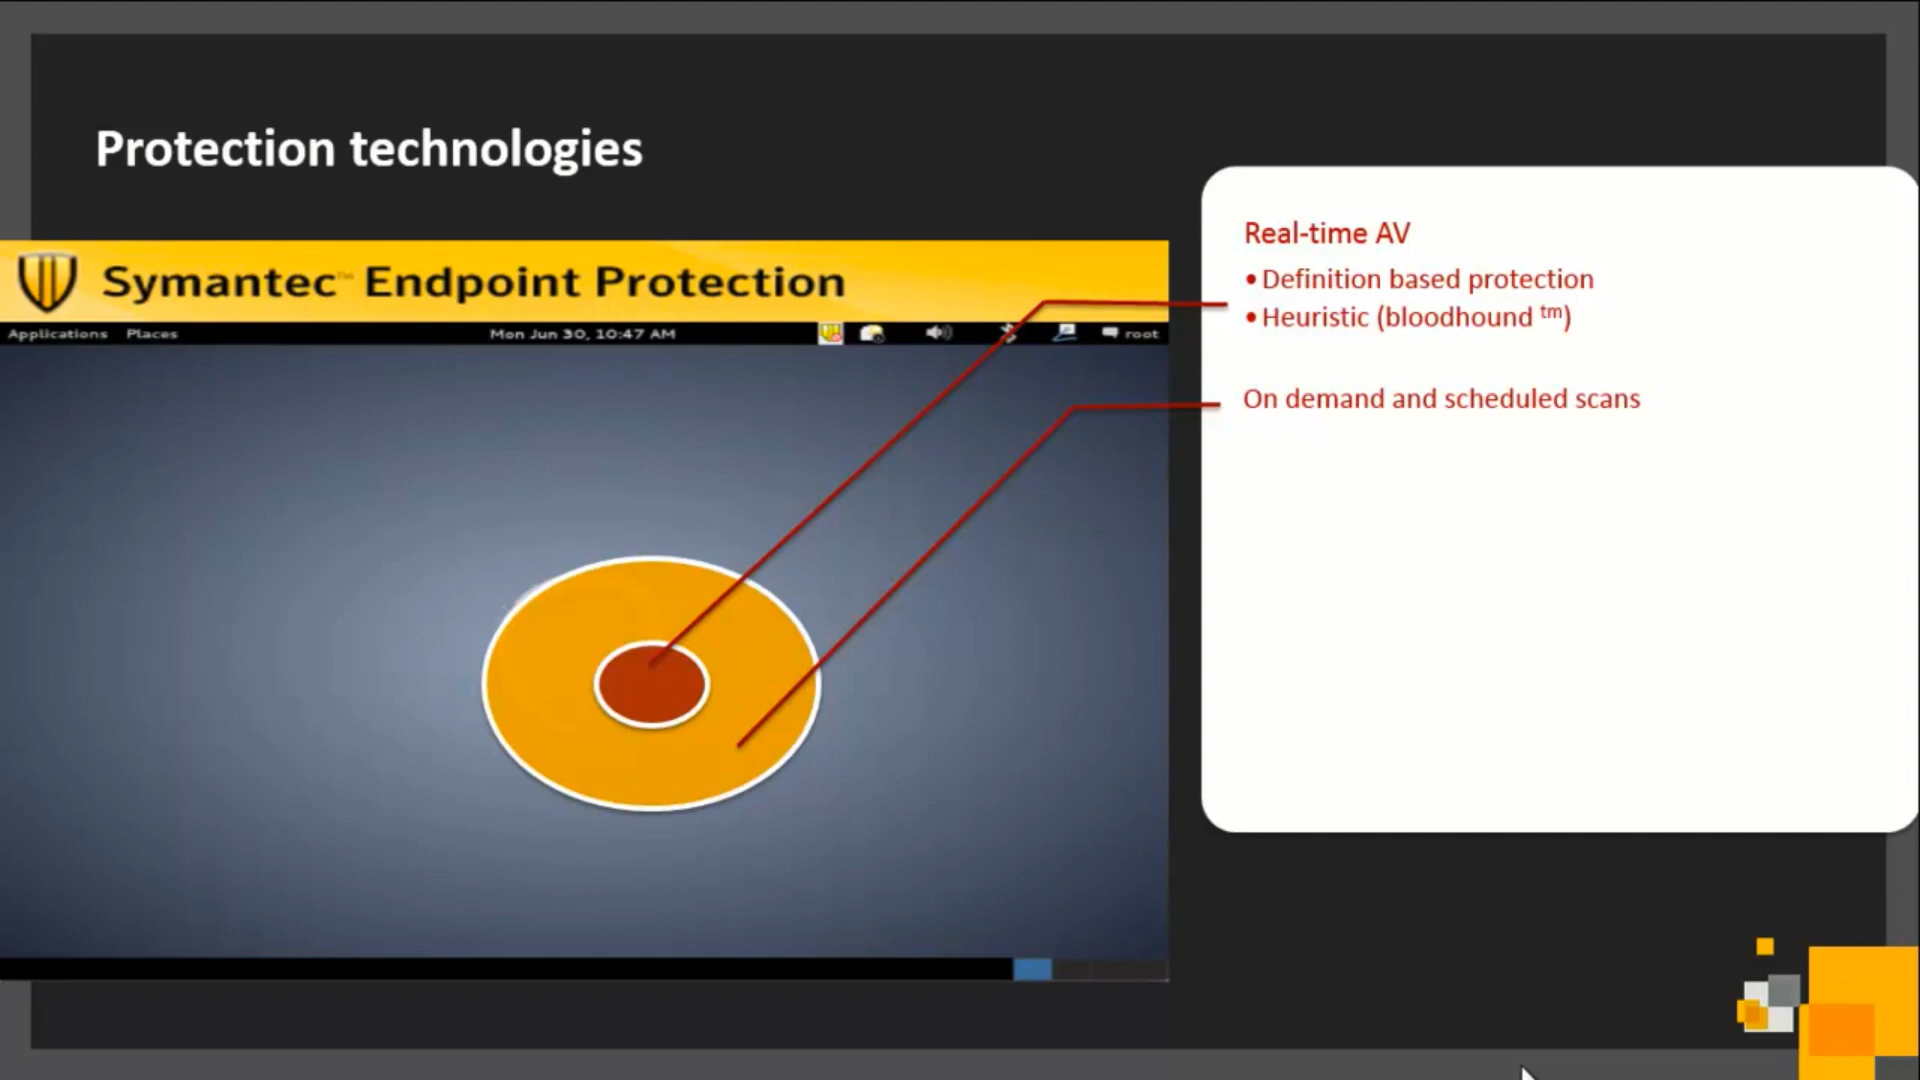 Protection technologies
Symantec™ Endpoint Protection
Applications Places Mon Jun 30, 10:47 AM root
Real-time AV
• Definition based protection
• Heuristic (bloodhound tm)
On demand and scheduled scans